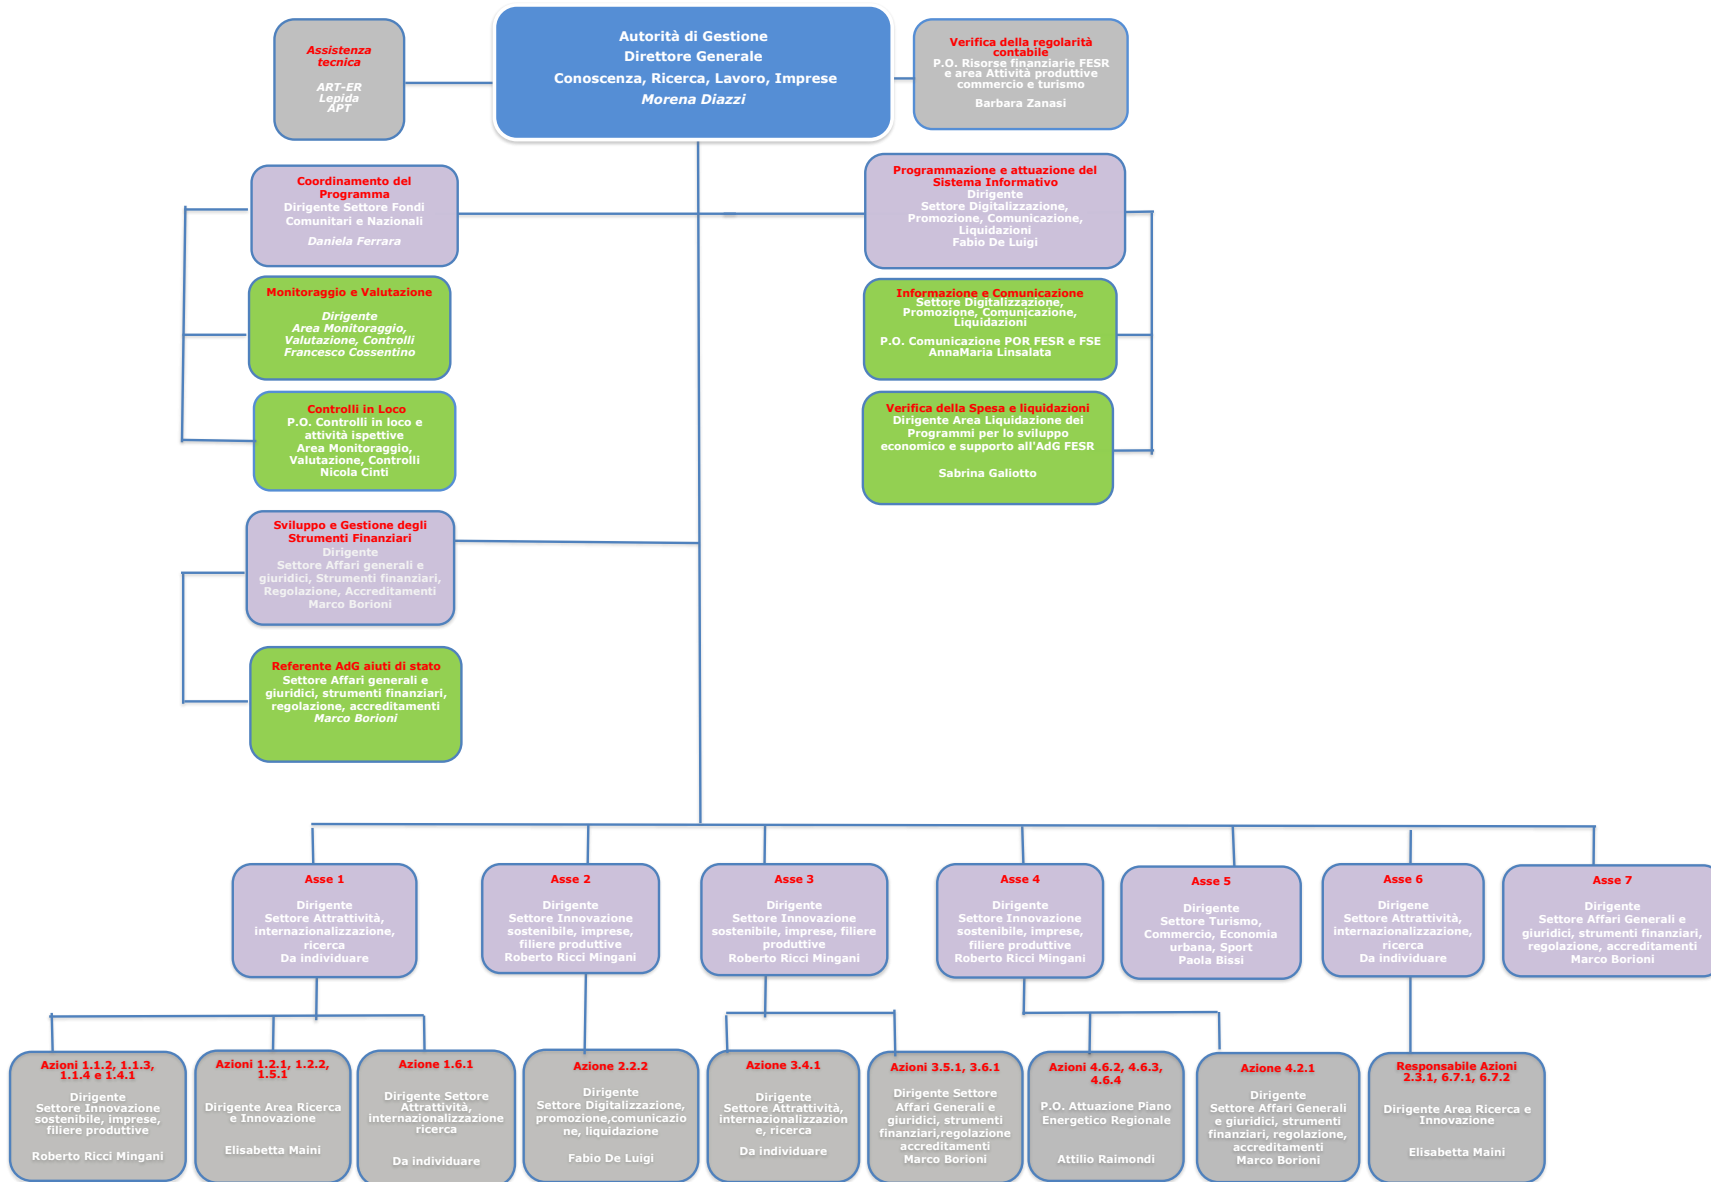 Assistenza
tecnica
ART-ER
Lepida
APT
Autorità di Gestione
Direttore Generale
Conoscenza, Ricerca, Lavoro, Imprese
Morena Diazzi
Verifica della regolarità
contabile
P.O. Risorse finanziarie FESR
e area Attività produttive
commercio e turismo
Barbara Zanasi
Coordinamento del
Programma
Dirigente Settore Fondi
Comunitari e Nazionali
Daniela Ferrara
Programmazione e attuazione del
Sistema Informativo
Dirigente
Settore Digitalizzazione,
Promozione, Comunicazione,
Liquidazioni
Fabio De Luigi
Monitoraggio e Valutazione
Dirigente
Area Monitoraggio,
Valutazione, Controlli
Francesco Cossentino
Informazione e Comunicazione
Settore Digitalizzazione,
Promozione, Comunicazione,
Liquidazioni
P.O. Comunicazione POR FESR e FSE
AnnaMaria Linsalata
Controlli in Loco
P.O. Controlli in loco e
attività ispettive
Area Monitoraggio,
Valutazione, Controlli
Nicola Cinti
Verifica della Spesa e liquidazioni
Dirigente Area Liquidazione dei
Programmi per lo sviluppo
economico e supporto all'AdG FESR
Sabrina Galiotto
Sviluppo e Gestione degli
Strumenti Finanziari
Dirigente
Settore Affari generali e
giuridici, Strumenti finanziari,
Regolazione, Accreditamenti
Marco Borioni
Referente AdG aiuti di stato
Settore Affari generali e
giuridici, strumenti finanziari,
regolazione, accreditamenti
Marco Borioni
Asse 1
Dirigente
Settore Attrattività,
internazionalizzazione,
ricerca
Da individuare
Asse 2
Dirigente
Settore Innovazione
sostenibile, imprese,
filiere produttive
Roberto Ricci Mingani
Asse 3
Dirigente
Settore Innovazione
sostenibile, imprese, filiere
produttive
Roberto Ricci Mingani
Asse 4
Dirigente
Settore Innovazione
sostenibile, imprese,
filiere produttive
Roberto Ricci Mingani
Asse 5
Dirigente
Settore Turismo,
Commercio, Economia
urbana, Sport
Paola Bissi
Asse 6
Dirigene
Settore Attrattività,
internazionalizzazione,
ricerca
Da individuare
Asse 7
Dirigente
Settore Affari Generali e
giuridici, strumenti finanziari,
regolazione, accreditamenti
Marco Borioni
Azioni 1.1.2, 1.1.3,
1.1.4 e 1.4.1
Dirigente
Settore Innovazione
sostenibile, imprese,
filiere produttive
Roberto Ricci Mingani
Azioni 1.2.1, 1.2.2,
1.5.1
Dirigente Area Ricerca
e Innovazione
Elisabetta Maini
Azione 1.6.1
Dirigente Settore
Attrattività,
internazionalizzazione
ricerca
Da individuare
Azione 2.2.2
Dirigente
Settore Digitalizzazione,
promozione,comunicazio
ne, liquidazione
Fabio De Luigi
Azione 3.4.1
Dirigente
Settore Attrattività,
internazionalizzazion
e, ricerca
Da individuare
Azioni 3.5.1, 3.6.1
Dirigente Settore
Affari Generali e
giuridici, strumenti
finanziari,regolazione
accreditamenti
Marco Borioni
Azioni 4.6.2, 4.6.3,
4.6.4
P.O. Attuazione Piano
Energetico Regionale
Attilio Raimondi
Azione 4.2.1
Dirigente
Settore Affari Generali
e giuridici, strumenti
finanziari, regolazione,
accreditamenti
Marco Borioni
Responsabile Azioni
2.3.1, 6.7.1, 6.7.2
Dirigente Area Ricerca e
Innovazione
Elisabetta Maini